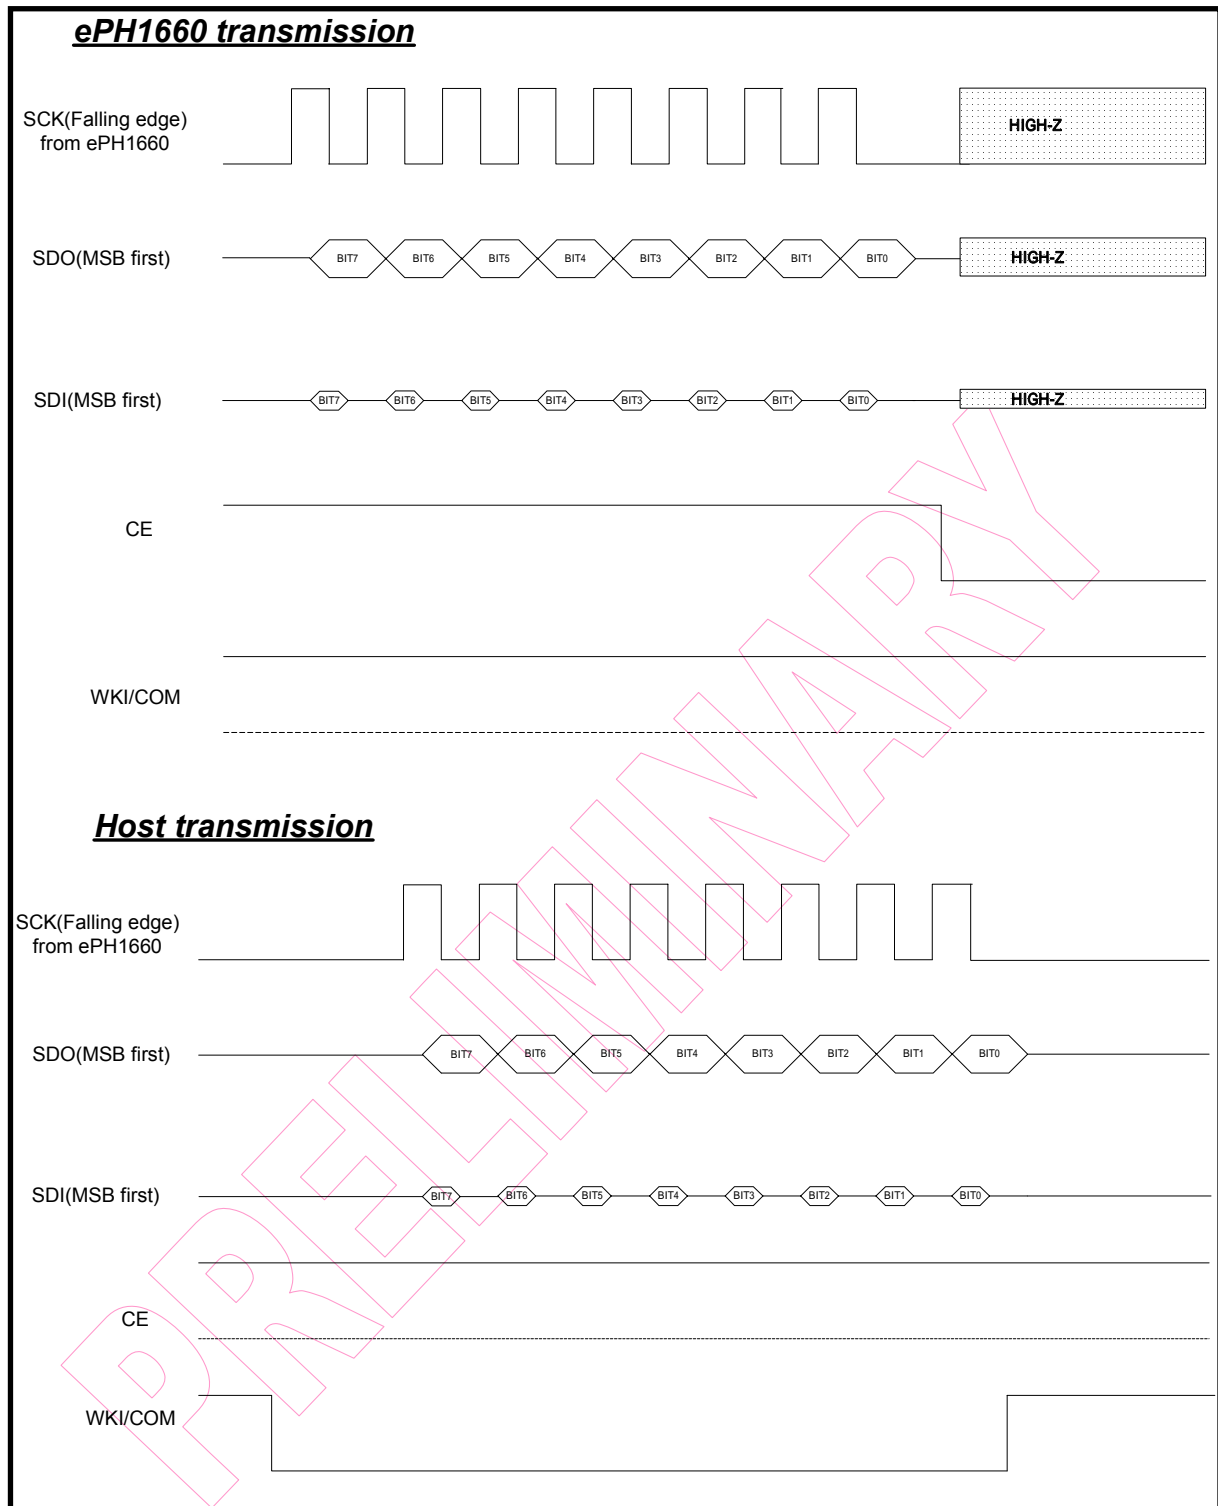 ePH1660 transmission
SCK(Falling edge)
from ePH1660
HIGH-Z
SDO(MSB first)
BIT7 BIT6 BIT5 BIT4 BIT3 BIT2 BIT1 BIT0
HIGH-Z
SDI(MSB first)
BIT7 BIT6 BIT5 BIT4 BIT3 BIT2 BIT1 BIT0
HIGH-Z
CE
WKI/COM
Host transmission
SCK(Falling edge)
from ePH1660
SDO(MSB first)
BIT7 BIT6 BIT5 BIT4 BIT3 BIT2 BIT1 BIT0
SDI(MSB first)
BIT7 BIT6 BIT5 BIT4 BIT3 BIT2 BIT1 BIT0
CE
WKI/COM
PRELIMINARY